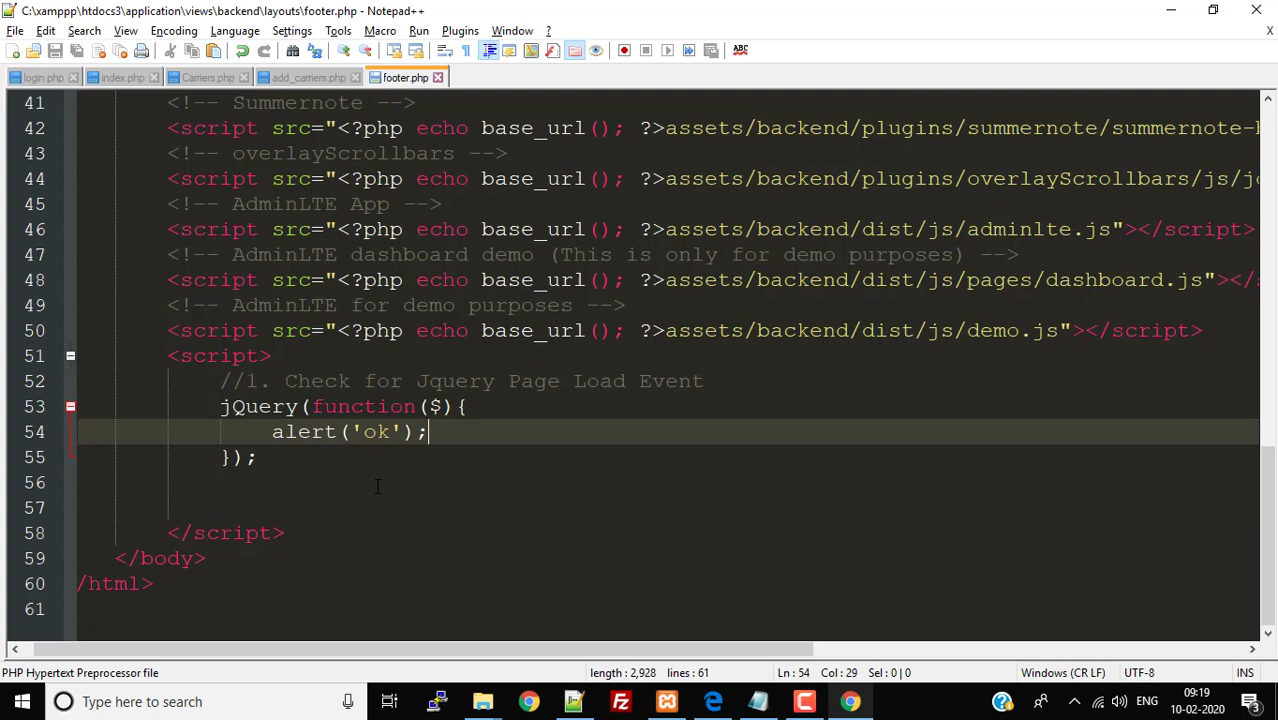 C:\xamppp\htdocs3\application\views\backend\layouts\footer.php - Notepad++
File Edit Search View Encoding Language Settings Tools Macro Run Plugins Window ? X
login.php index.php Carriers.php add_carriers.php footer.php
41 <!-- Summernote -->
42 <script src="<?php echo base_url(); ?>assets/backend/plugins/summernote/summernote-
43 <!-- overlayScrollbars -->
44 <script src="<?php echo base_url(); ?>assets/backend/plugins/overlayScrollbars/js/
45 <!-- AdminLTE App -->
46 <script src="<?php echo base_url(); ?>assets/backend/dist/js/adminlte.js"></script>
47 <!-- AdminLTE dashboard demo (This is only for demo purposes) -->
48 <script src="<?php echo base_url(); ?>assets/backend/dist/js/pages/dashboard.js"></
49 <!-- AdminLTE for demo purposes -->
50 <script src="<?php echo base_url(); ?>assets/backend/dist/js/demo.js"></script>
51 <script>
52 //1. Check for Jquery Page Load Event
53 jQuery(function($){
54 alert('ok');
55 });
56
57
58 </script>
59 </body>
60 /html>
61
PHP Hypertext Preprocessor file length : 2,928 lines : 61 Ln : 54 Col : 29 Sel : 0 | 0 Windows (CR LF) UTF-8 INS
Type here to search ENG 09:19
10-02-2020 3